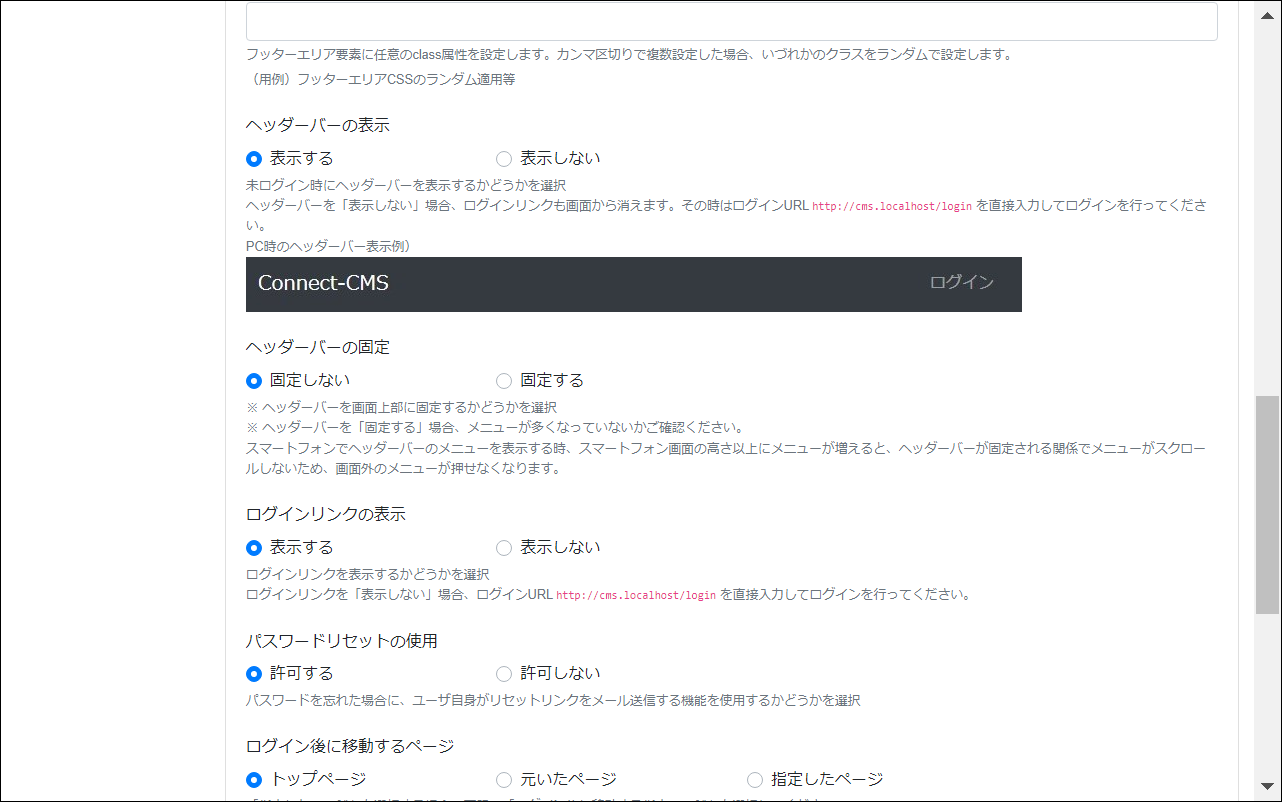 フッターエリア要素に任意のclass属性を設定します。カンマ区切りで複数設定した場合、いづれかのクラスをランダムで設定します。
（用例）フッターエリアCSSのランダム適用等
ヘッダーバーの表示
表示する 表示しない
未ログイン時にヘッダーバーを表示するかどうかを選択
ヘッダーバーを「表示しない」場合、ログインリンクも画面から消えます。その時はログインURL http://cms.localhost/login を直接入力してログインを行ってくださ
い。
PC時のヘッダーバー表示例）
Connect-CMS ログイン
ヘッダーバーの固定
固定しない 固定する
※ ヘッダーバーを画面上部に固定するかどうかを選択
※ ヘッダーバーを「固定する」場合、メニューが多くなっていないかご確認ください。
スマートフォンでヘッダーバーのメニューを表示する時、スマートフォン画面の高さ以上にメニューが増えると、ヘッダーバーが固定される関係でメニューがスクロー
ルしないため、画面外のメニューが押せなくなります。
ログインリンクの表示
表示する 表示しない
ログインリンクを表示するかどうかを選択
ログインリンクを「表示しない」場合、ログインURL http://cms.localhost/login を直接入力してログインを行ってください。
パスワードリセットの使用
許可する 許可しない
パスワードを忘れた場合に、ユーザ自身がリセットリンクをメール送信する機能を使用するかどうかを選択
ログイン後に移動するページ
トップページ 元いたページ 指定したページ